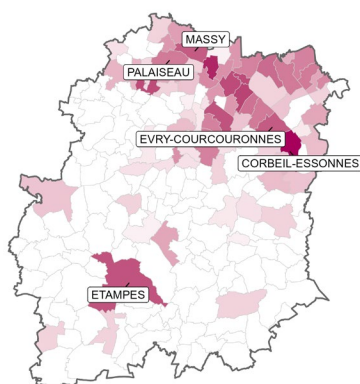 MASSY
PALAISEAU
EVRY-COURCOURONNES
CORBEIL-ESSONNES
ETAMPES